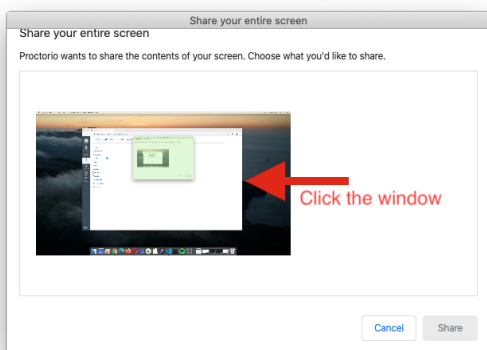 Share your entire screen
Share your entire screen
Proctorio wants to share the contents of your screen. Choose what you'd like to share.
Click the window
Cancel
Share